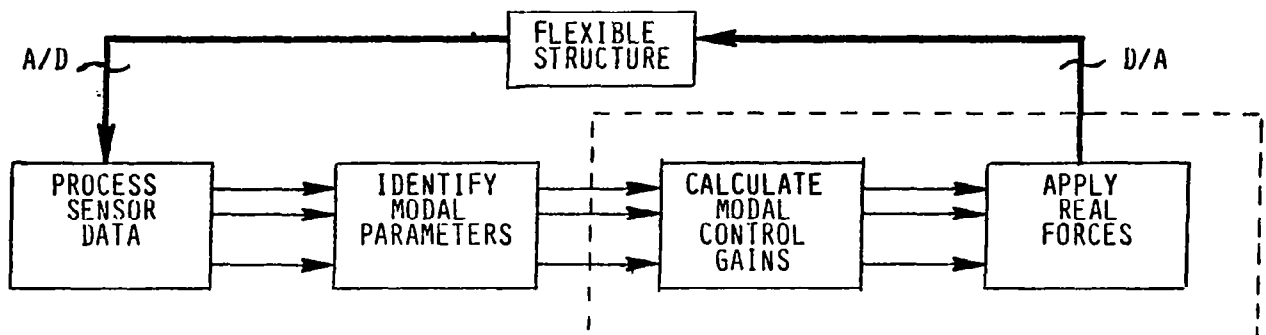 FLEXIBLE
STRUCTURE
A/D
D/A
PROCESS
SENSOR
DATA
IDENTIFY
MODAL
PARAMETERS
CALCULATE
MODAL
CONTROL
GAINS
APPLY
REAL
FORCES